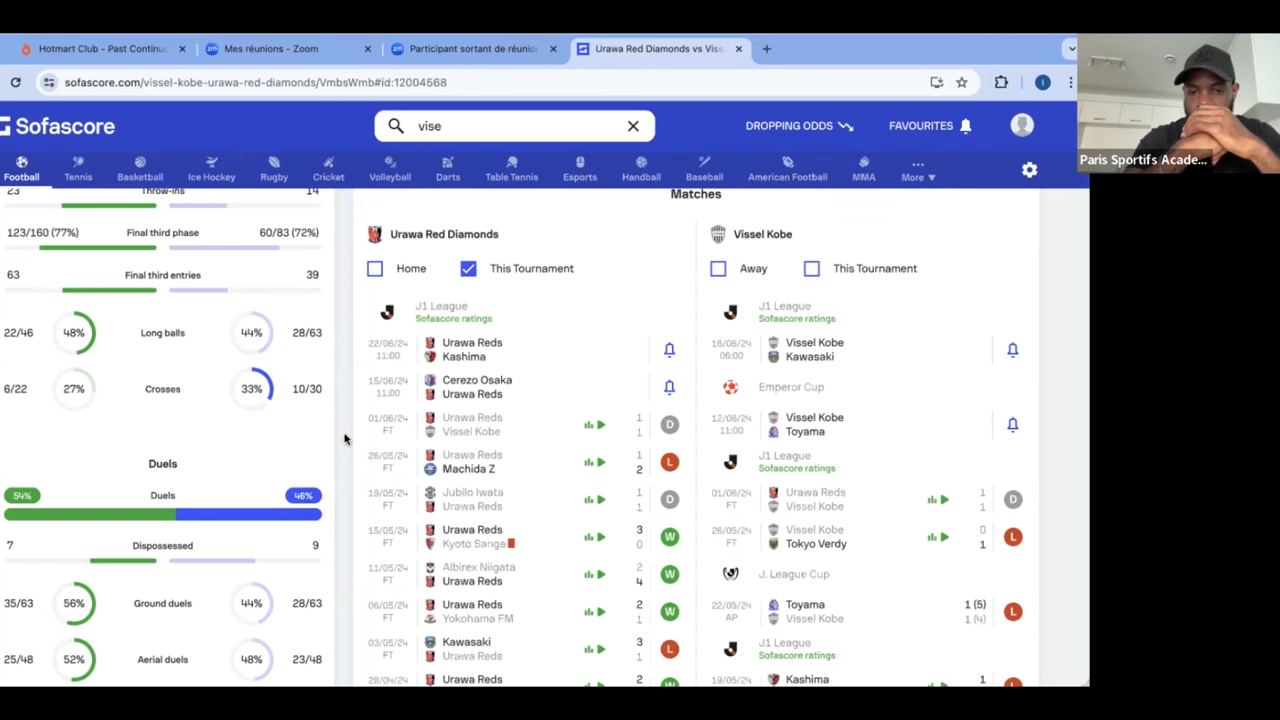 Hotmart Club - Past Continu
Mes réunions - Zoom
Participant sortant de réunio
Urawa Red Diamonds vs Visse
sofascore.com/vissel-kobe-urawa-red-diamonds/VmbsWmb#id:12004568
Sofascore
vise
DROPPING ODDS
FAVOURITES
Football
Tennis
Basketball
Ice Hockey
Rugby
Cricket
Volleyball
Darts
Table Tennis
Esports
Handball
Baseball
American Football
MMA
More
Paris Sportifs Acade...
23 Throw-ins 14
123/160 (77%) Final third phase 60/83 (72%)
63 Final third entries 39
22/46 48% Long balls 44% 28/63
6/22 27% Crosses 33% 10/30
Duels
54% Duels 46%
7 Dispossessed 9
35/63 56% Ground duels 44% 28/63
25/48 52% Aerial duels 48% 23/48
Matches
Urawa Red Diamonds
Home This Tournament
J1 League
Sofascore ratings
22/06/24 Urawa Reds
11:00 Kashima
15/06/24 Cerezo Osaka
11:00 Urawa Reds
01/06/24 Urawa Reds 1
FT Vissel Kobe 1 D
26/05/24 Urawa Reds 1
FT Machida Z 2 L
19/05/24 Jubilo Iwata 1
FT Urawa Reds 1 D
15/05/24 Urawa Reds 3
FT Kyoto Sanga 0 W
11/05/24 Albirex Niigata 2
FT Urawa Reds 4 W
06/05/24 Urawa Reds 2
FT Yokohama FM 1 W
03/05/24 Kawasaki 3
FT Urawa Reds 1 L
28/04/24 Urawa Reds 2 W
Vissel Kobe
Away This Tournament
J1 League
Sofascore ratings
16/06/24 Vissel Kobe
06:00 Kawasaki
Emperor Cup
12/06/24 Vissel Kobe
11:00 Toyama
J1 League
Sofascore ratings
01/06/24 Urawa Reds 1
FT Vissel Kobe 1 D
26/05/24 Vissel Kobe 0
FT Tokyo Verdy 1 L
J. League Cup
22/05/24 Toyama 1 (5)
AP Vissel Kobe 1 (4) L
J1 League
Sofascore ratings
19/05/24 Kashima 1